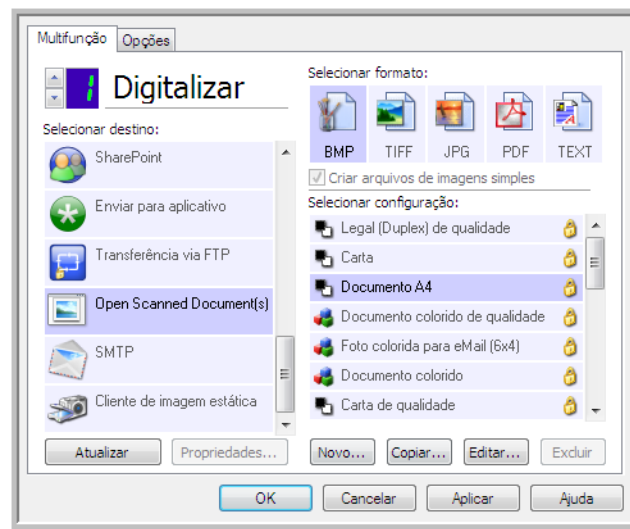 Multifunção
Opções
1 Digitalizar
Selecionar destino:
SharePoint
Enviar para aplicativo
Transferência via FTP
Open Scanned Document(s)
SMTP
Cliente de imagem estática
Atualizar
Propriedades...
Selecionar formato:
BMP
TIFF
JPG
PDF
TEXT
Criar arquivos de imagens simples
Selecionar configuração:
Legal (Duplex) de qualidade
Carta
Documento A4
Documento colorido de qualidade
Foto colorida para eMail (6x4)
Documento colorido
Carta de qualidade
Novo...
Copiar...
Editar...
Excluir
OK
Cancelar
Aplicar
Ajuda